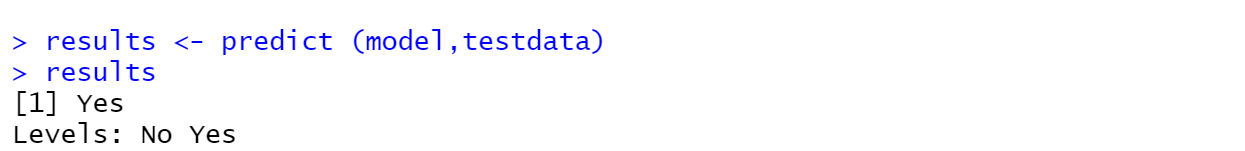 > results <- predict (model,testdata)
> results
[1] Yes
Levels: No Yes